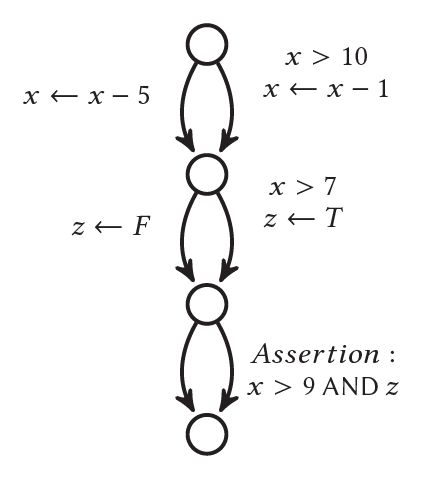 x > 10
x ← x − 5
x ← x − 1
x > 7
z ← F
z ← T
Assertion :
x > 9 AND z